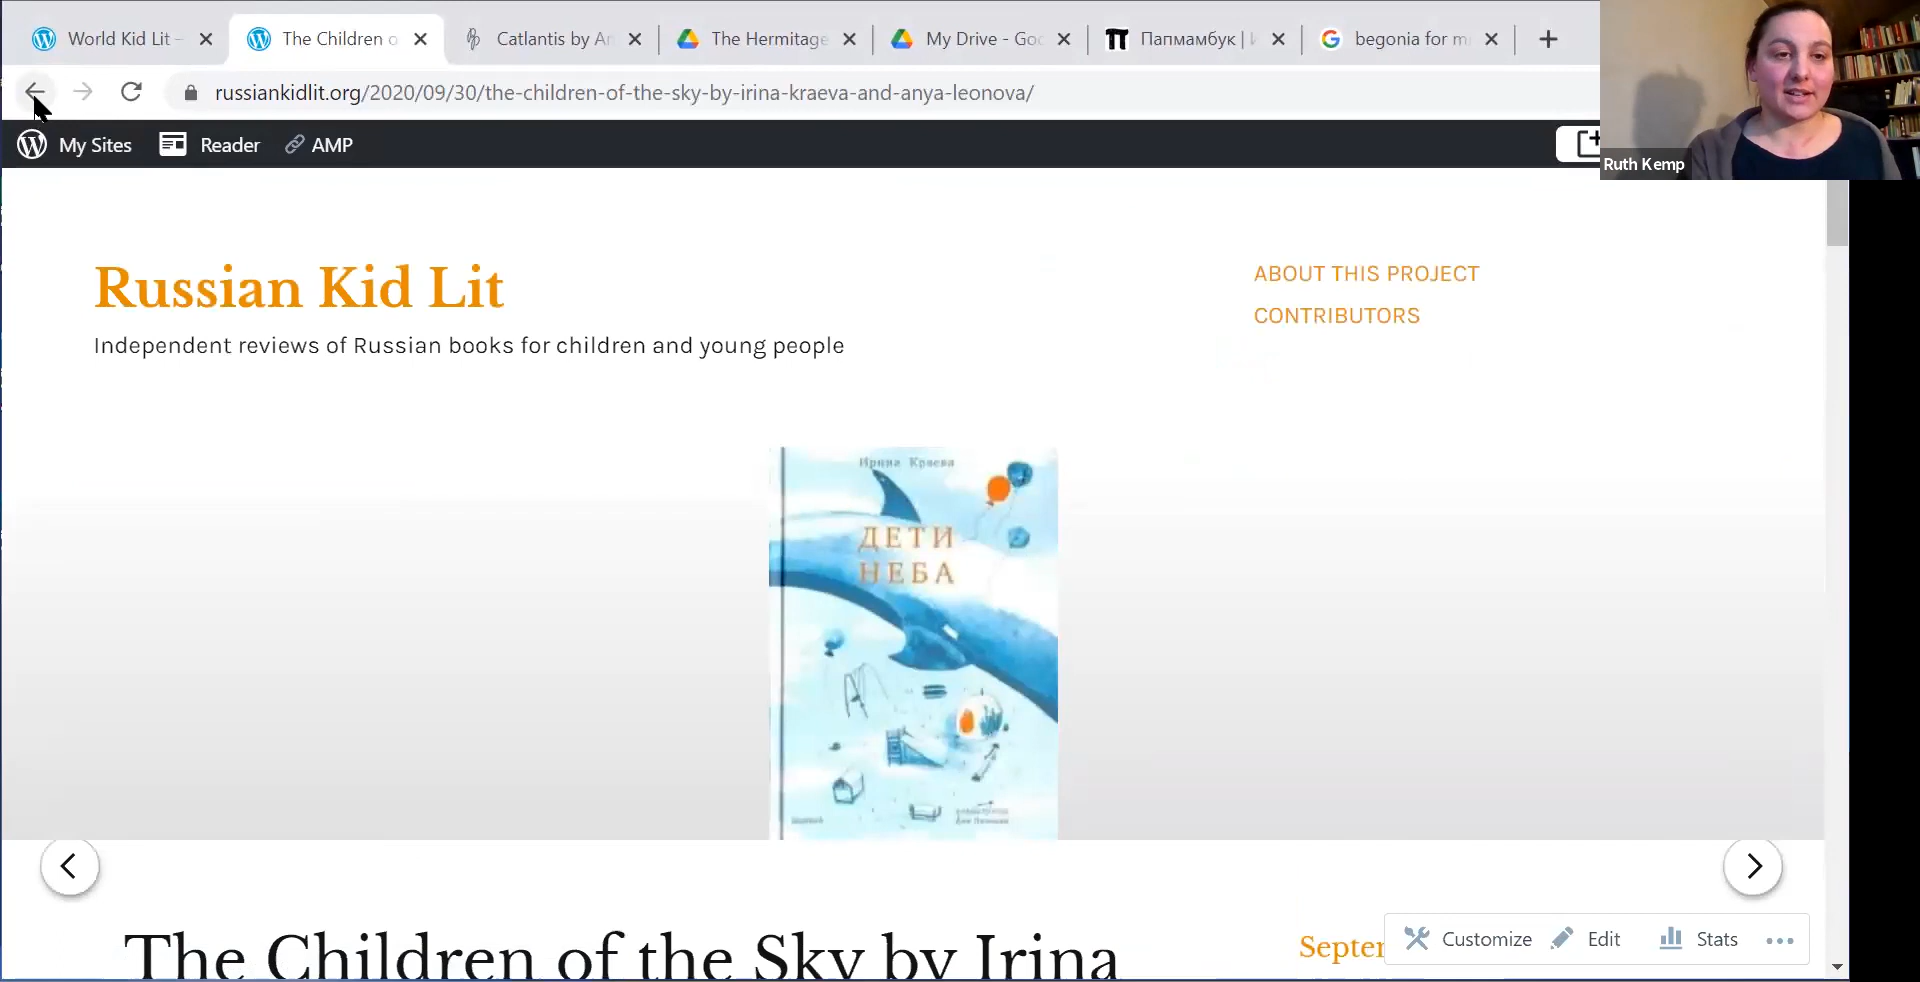 World Kid Lit –
The Children o
Catlantis by An
The Hermitage
My Drive - Goo
Папмамбук |
begonia for m
russiankidlit.org/2020/09/30/the-children-of-the-sky-by-irina-kraeva-and-anya-leonova/
My Sites
Reader
AMP
Ruth Kemp
Russian Kid Lit
Independent reviews of Russian books for children and young people
ABOUT THIS PROJECT
CONTRIBUTORS
Ирина Краева
ДЕТИ
НЕБА
The Children of the Sky by Irina
Septem
Customize
Edit
Stats